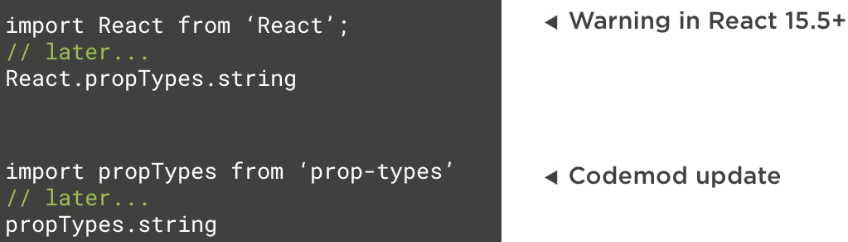 import React from ‘React’;
◄ Warning in React 15.5+
// later...
React.propTypes.string
import propTypes from ‘prop-types’
◄ Codemod update
// later...
propTypes.string